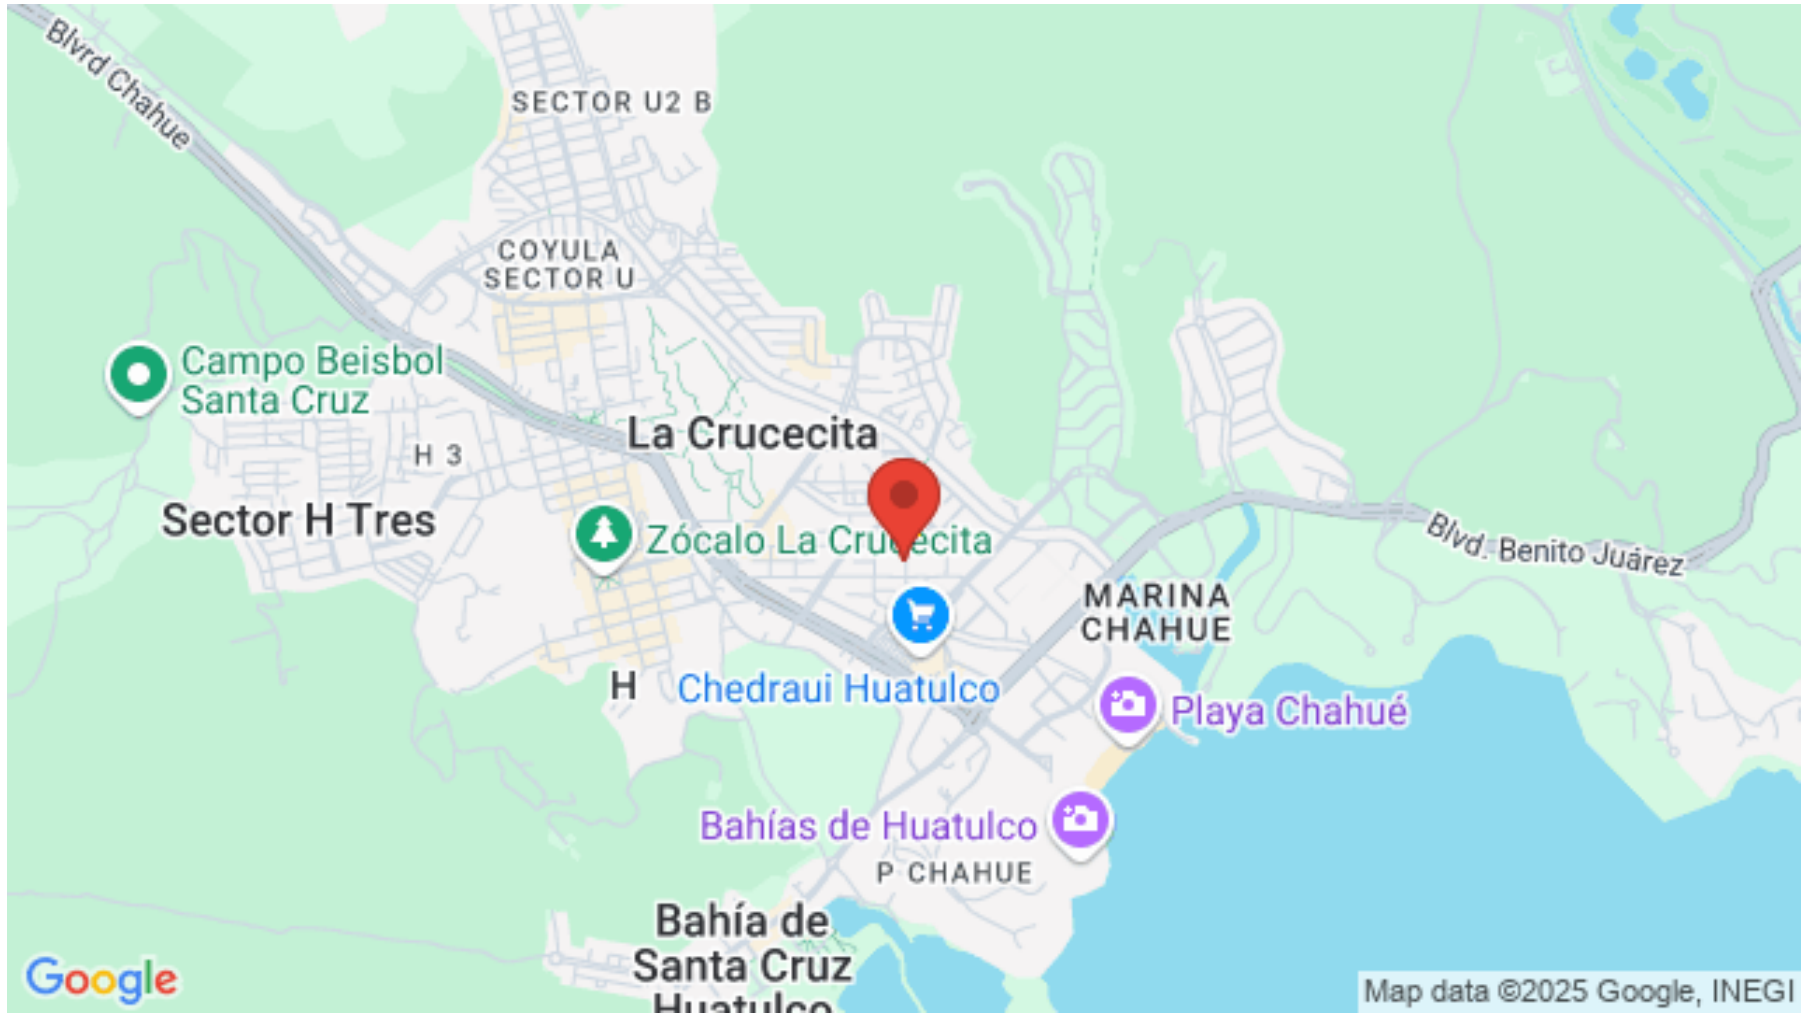 Blvrd Chahue
SECTOR U2 B
COYULA
SECTOR U
Campo Beisbol
Santa Cruz
La Crucecita
H 3
Sector H Tres
Zócalo La Crucecita
Blvd. Benito Juárez
MARINA
CHAHUE
H
Chedraui Huatulco
Playa Chahué
Bahías de Huatulco
P CHAHUE
Bahía de
Santa Cruz
Huatulco
Google
Map data ©2025 Google, INEGI